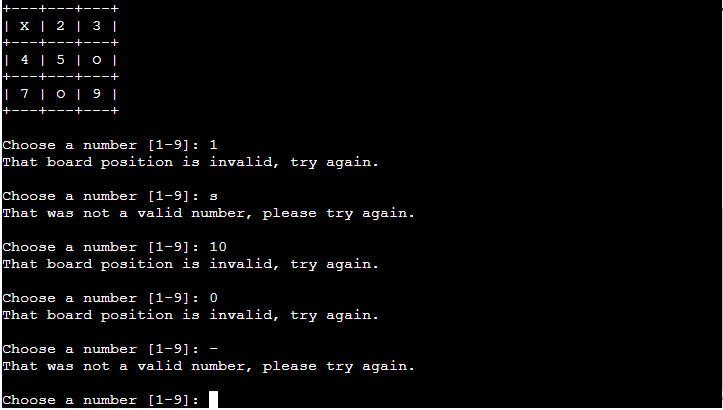 +---+---+---+
| X | 2 | 3 |
+---+---+---+
| 4 | 5 | O |
+---+---+---+
| 7 | O | 9 |
+---+---+---+
Choose a number [1-9]: 1
That board position is invalid, try again.
Choose a number [1-9]: s
That was not a valid number, please try again.
Choose a number [1-9]: 10
That board position is invalid, try again.
Choose a number [1-9]: 0
That board position is invalid, try again.
Choose a number [1-9]: -
That was not a valid number, please try again.
Choose a number [1-9]: